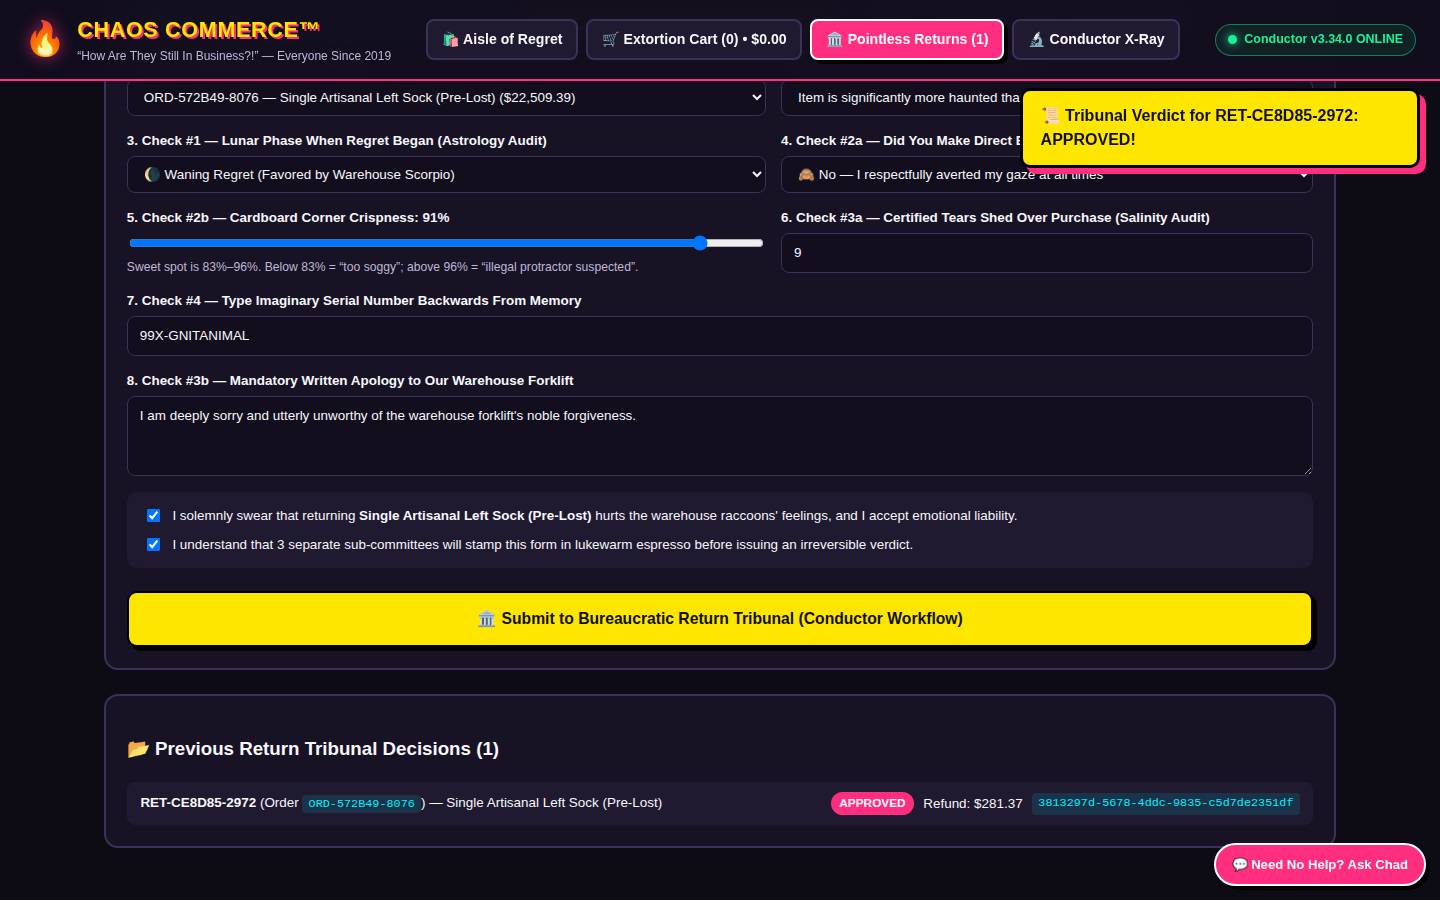 CHAOS COMMERCE™
“How Are They Still In Business?!” — Everyone Since 2019
🛍️ Aisle of Regret
🛒 Extortion Cart (0) • $0.00
🏛️ Pointless Returns (1)
🔬 Conductor X-Ray
Conductor v3.34.0 ONLINE
ORD-572B49-8076 — Single Artisanal Left Sock (Pre-Lost) ($22,509.39)
Item is significantly more haunted tha
📜 Tribunal Verdict for RET-CE8D85-2972:
APPROVED!
3. Check #1 — Lunar Phase When Regret Began (Astrology Audit)
4. Check #2a — Did You Make Direct
🌘 Waning Regret (Favored by Warehouse Scorpio)
🙈 No — I respectfully averted my gaze at all times
5. Check #2b — Cardboard Corner Crispness: 91%
Sweet spot is 83%–96%. Below 83% = “too soggy”; above 96% = “illegal protractor suspected”.
6. Check #3a — Certified Tears Shed Over Purchase (Salinity Audit)
9
7. Check #4 — Type Imaginary Serial Number Backwards From Memory
99X-GNITANIMAL
8. Check #3b — Mandatory Written Apology to Our Warehouse Forklift
I am deeply sorry and utterly unworthy of the warehouse forklift's noble forgiveness.
I solemnly swear that returning Single Artisanal Left Sock (Pre-Lost) hurts the warehouse raccoons' feelings, and I accept emotional liability.
I understand that 3 separate sub-committees will stamp this form in lukewarm espresso before issuing an irreversible verdict.
🏛️ Submit to Bureaucratic Return Tribunal (Conductor Workflow)
📂 Previous Return Tribunal Decisions (1)
RET-CE8D85-2972 (Order ORD-572B49-8076 ) — Single Artisanal Left Sock (Pre-Lost)
APPROVED Refund: $281.37 3813297d-5678-4ddc-9835-c5d7de2351df
💬 Need No Help? Ask Chad